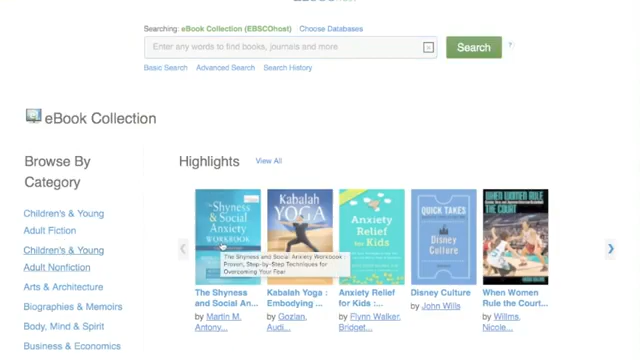 Searching: eBook Collection (EBSCOhost) Choose Databases
Enter any words to find books, journals and more
Search
?
Basic Search Advanced Search Search History
eBook Collection
Browse By
Category
Children's & Young
Adult Fiction
Children's & Young
Adult Nonfiction
Arts & Architecture
Biographies & Memoirs
Body, Mind & Spirit
Business & Economics
Highlights View All
The Shyness
& Social
Anxiety
WORKBOOK
Kabalah
YOGA
Anxiety
Relief
for Kids
QUICK TAKES
Disney
Culture
WHEN WOMEN RULE
THE COURT
The Shyness and Social Anxiety Workbook :
Proven, Step-by-Step Techniques for
Overcoming Your Fear
The Shyness
and Social An...
by Martin M.
Antony...
Kabalah Yoga :
Embodying ...
by Gozlan,
Audi...
Anxiety Relief
for Kids :...
by Flynn Walker,
Bridget...
Disney Culture
by John Wills
When Women
Rule the Court...
by Willms,
Nicole...